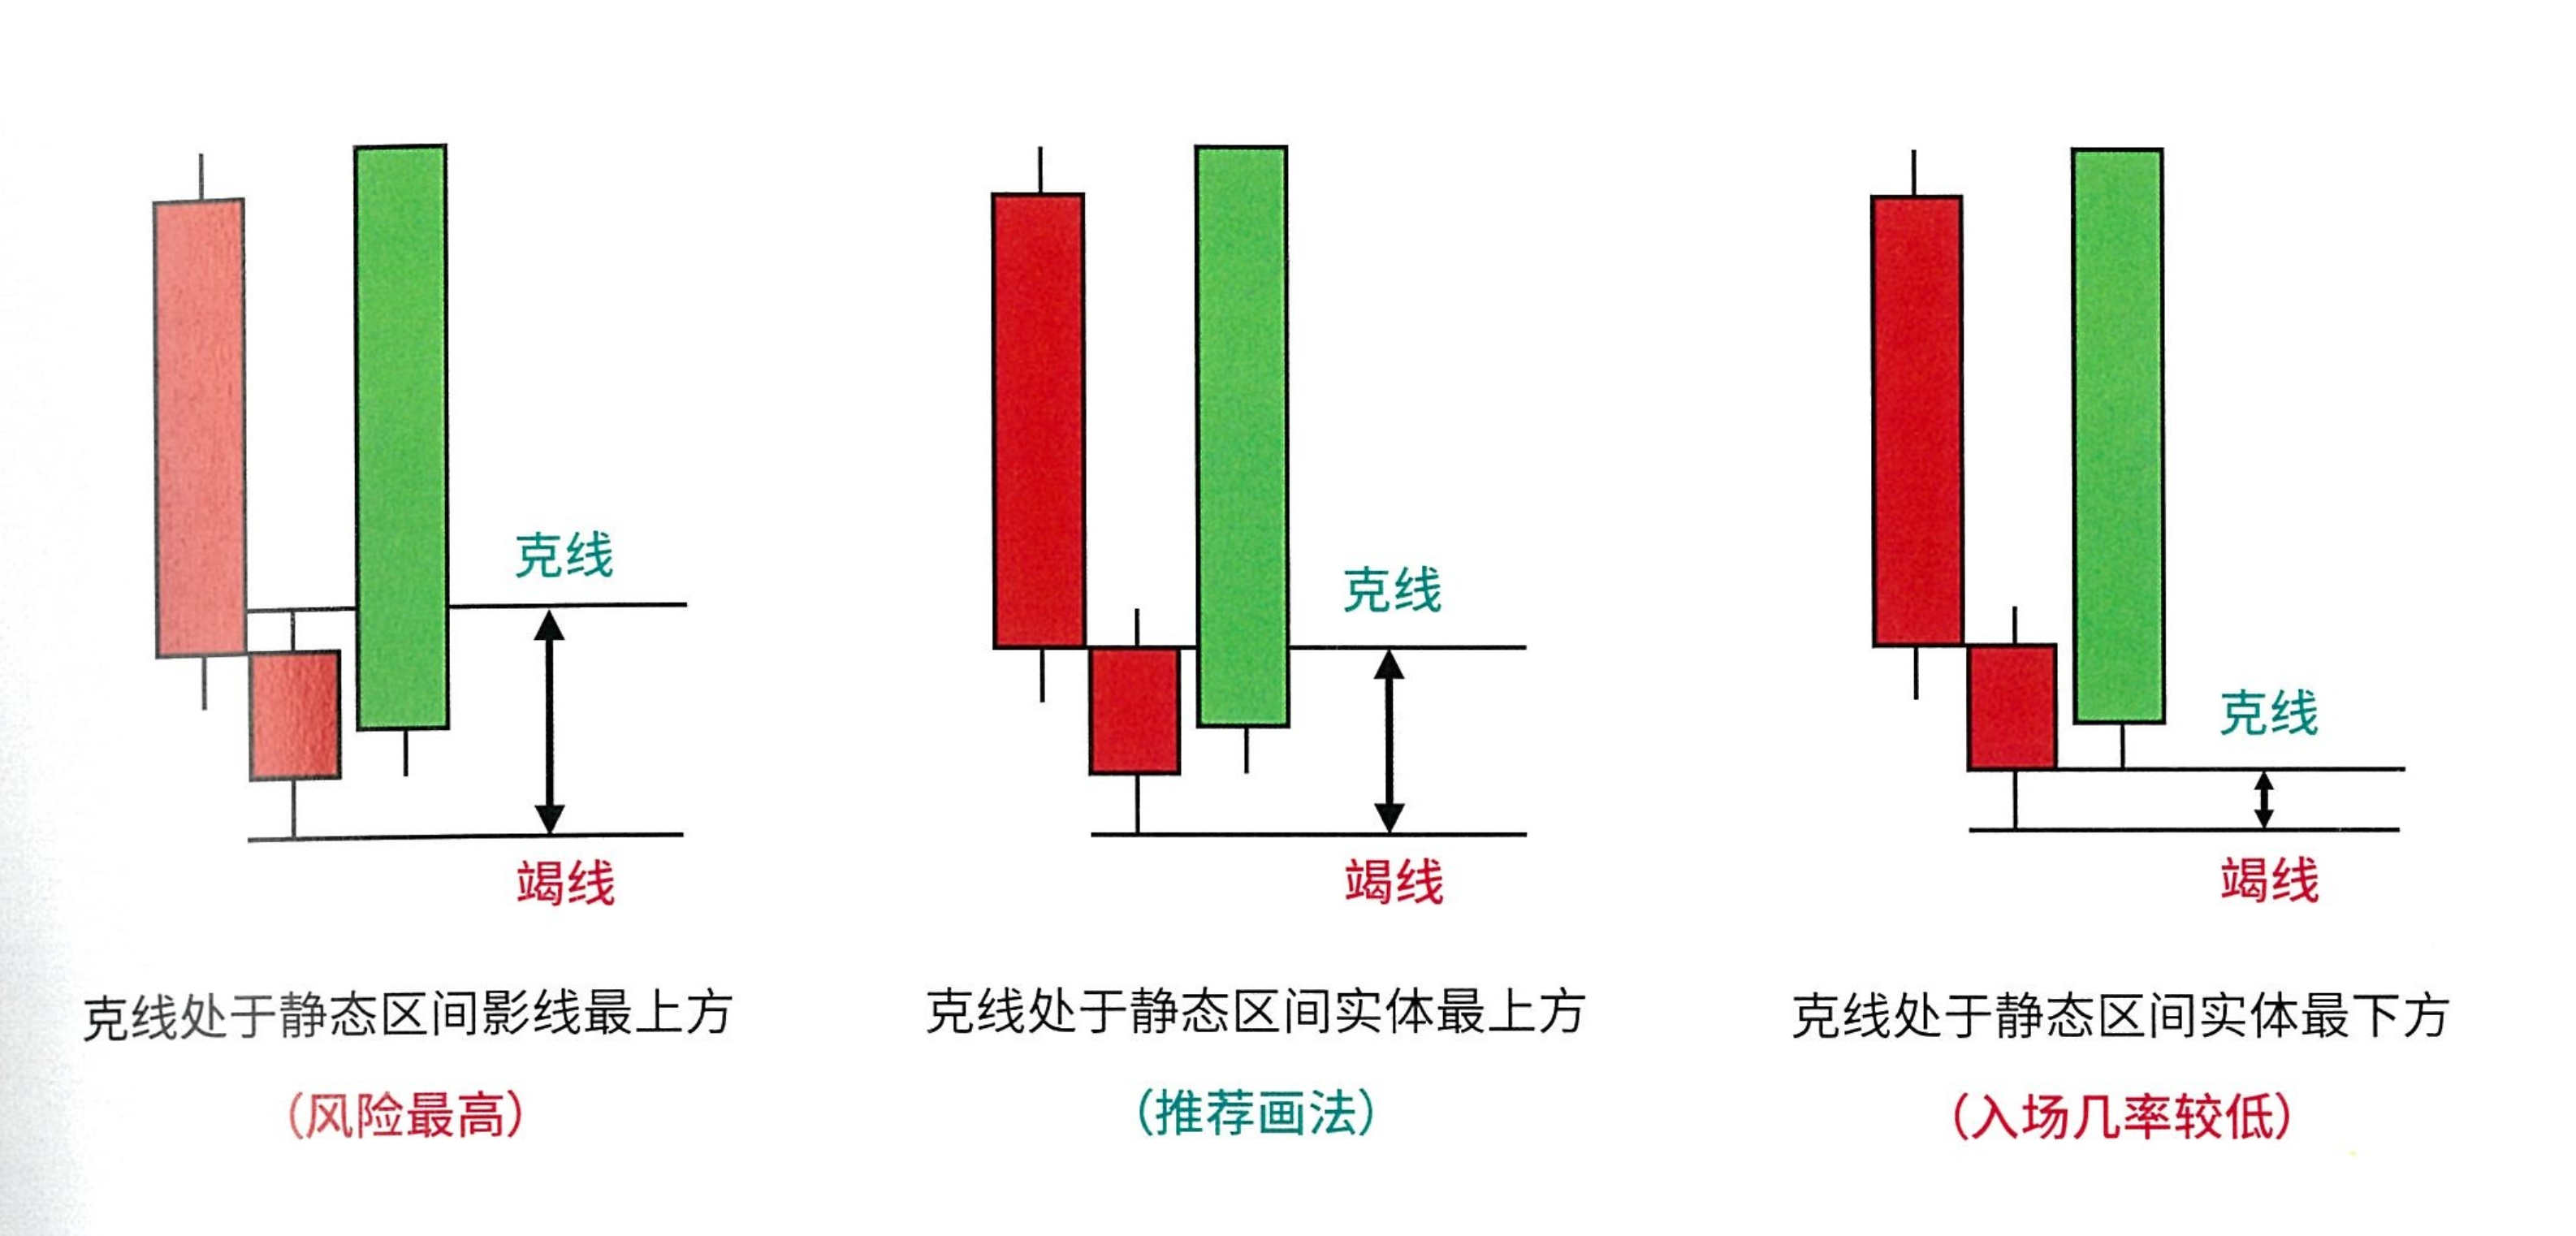 克线
竭线
克线处于静态区间影线最上方
（风险最高）
克线
竭线
克线处于静态区间实体最上方
（推荐画法）
克线
竭线
克线处于静态区间实体最下方
（入场几率较低）